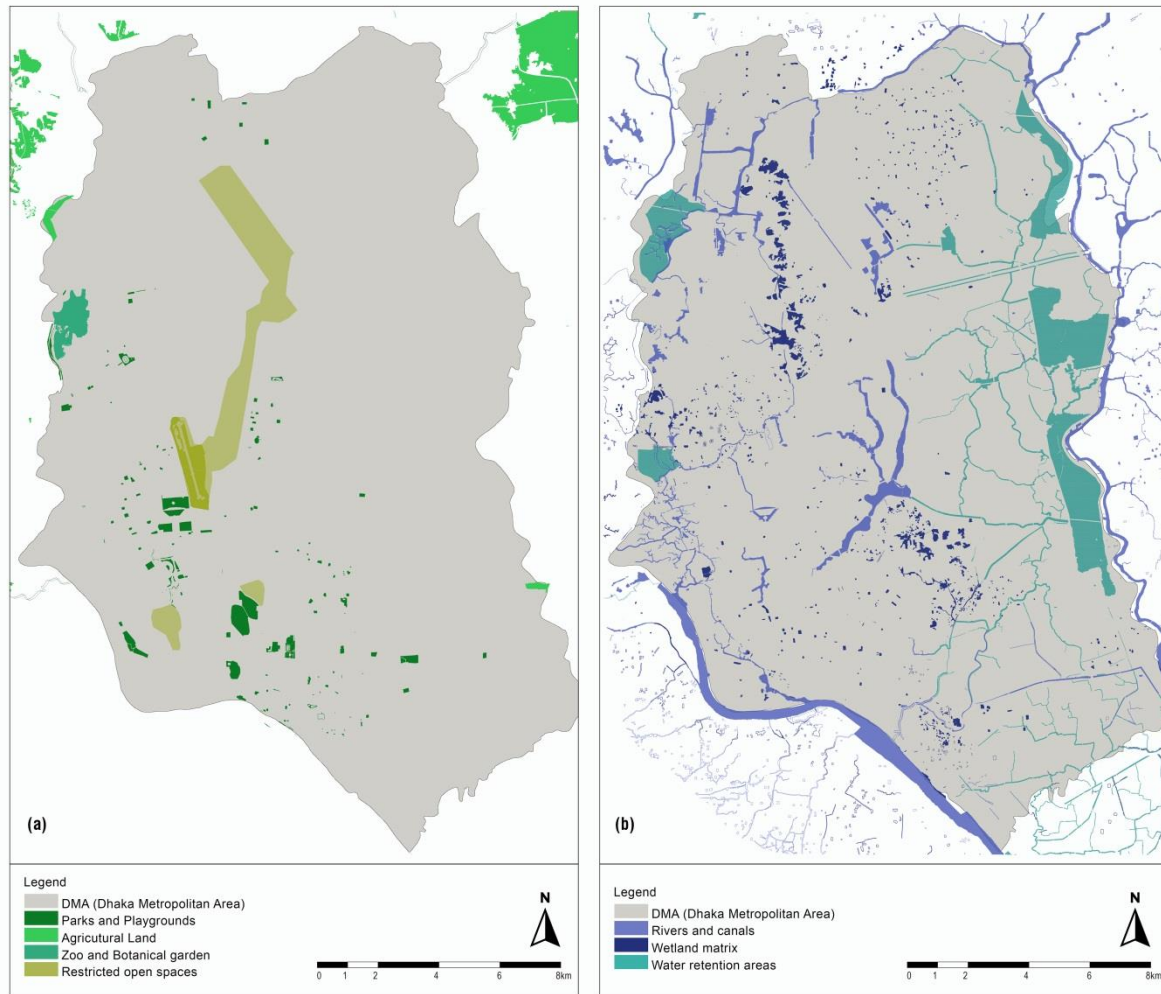 (a)
Legend
DMA (Dhaka Metropolitan Area)
Parks and Playgrounds
Agricutural Land
Zoo and Botanical garden
Restricted open spaces
N
0 1 2 4 6 8km
(b)
Legend
DMA (Dhaka Metropolitan Area)
Rivers and canals
Wetland matrix
Water retention areas
N
0 1 2 4 6 8km